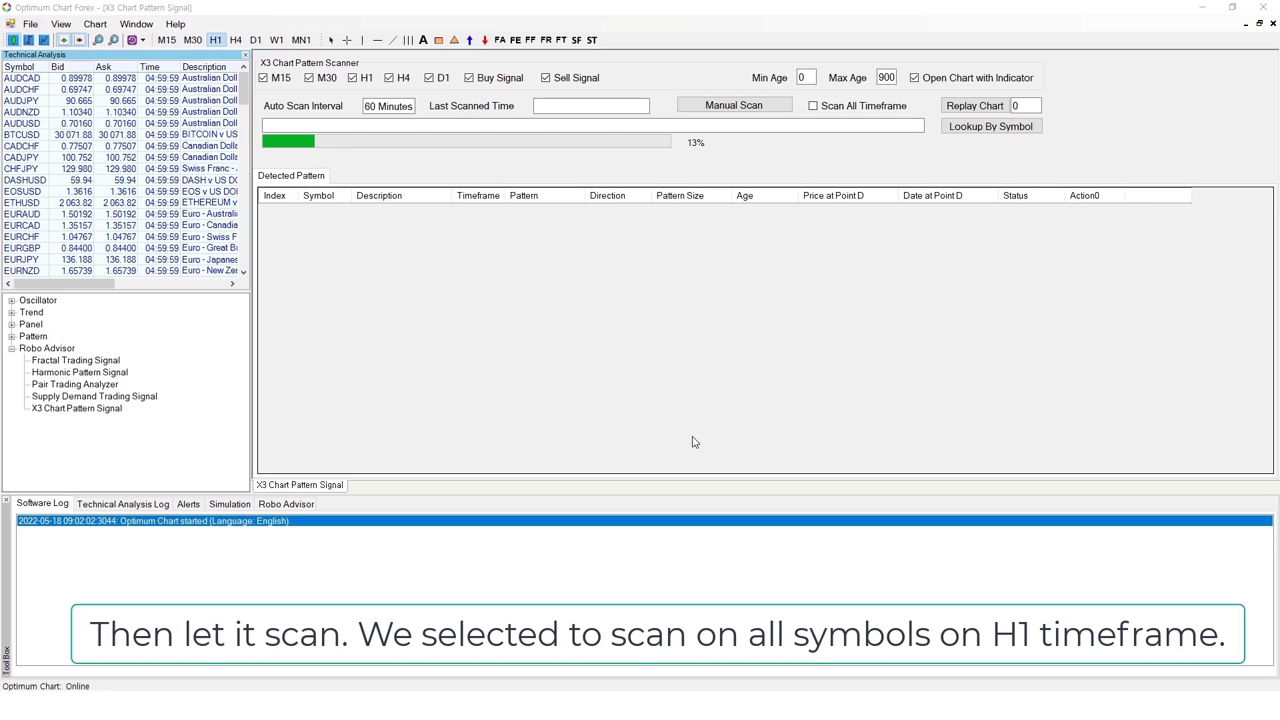 Optimum Chart Forex - [X3 Chart Pattern Signal]
File View Chart Window Help
M15 M30 H1 H4 D1 W1 MN1 A FA FE FF FR FT SF ST
Technical Analysis
Symbol Bid Ask Time Description
AUDCAD 0.89978 0.89978 04:59:59 Australian Doll
AUDCHF 0.69747 0.69747 04:59:59 Australian Doll
AUDJPY 90.665 90.665 04:59:59 Australian Doll
AUDNZD 1.10340 1.10340 04:59:59 Australian Doll
AUDUSD 0.70160 0.70160 04:59:59 Australian Doll
BTCUSD 30 071.88 30 071.88 04:59:59 BITCOIN v US
CADCHF 0.77507 0.77507 04:59:59 Canadian Dolla
CADJPY 100.752 100.752 04:59:59 Canadian Dolla
CHFJPY 129.980 129.980 04:59:59 Swiss Franc -
DASHUSD 59.94 59.94 04:59:59 DASH v US DO
EOSUSD 1.3616 1.3616 04:59:59 EOS v US DOl
ETHUSD 2 063.82 2 063.82 04:59:59 ETHEREUM v
EURAUD 1.50192 1.50192 04:59:59 Euro - Australi
EURCAD 1.35157 1.35157 04:59:59 Euro - Canadia
EURCHF 1.04767 1.04767 04:59:59 Euro - Swiss F
EURGBP 0.84400 0.84400 04:59:59 Euro - Great Br
EURJPY 136.188 136.188 04:59:59 Euro - Japanes
EURNZD 1.65739 1.65739 04:59:59 Euro - New Zea
Oscillator
Trend
Panel
Pattern
Robo Advisor
Fractal Trading Signal
Harmonic Pattern Signal
Pair Trading Analyzer
Supply Demand Trading Signal
X3 Chart Pattern Signal
X3 Chart Pattern Scanner
M15 M30 H1 H4 D1 Buy Signal Sell Signal Min Age 0 Max Age 900 Open Chart with Indicator
Auto Scan Interval 60 Minutes Last Scanned Time Manual Scan Scan All Timeframe Replay Chart 0
Lookup By Symbol
13%
Detected Pattern
Index Symbol Description Timeframe Pattern Direction Pattern Size Age Price at Point D Date at Point D Status Action0
X3 Chart Pattern Signal
Software Log Technical Analysis Log Alerts Simulation Robo Advisor
2022-05-18 09:02:02:3044: Optimum Chart started (Language: English).
Then let it scan. We selected to scan on all symbols on H1 timeframe.
Tool Box
Optimum Chart: Online